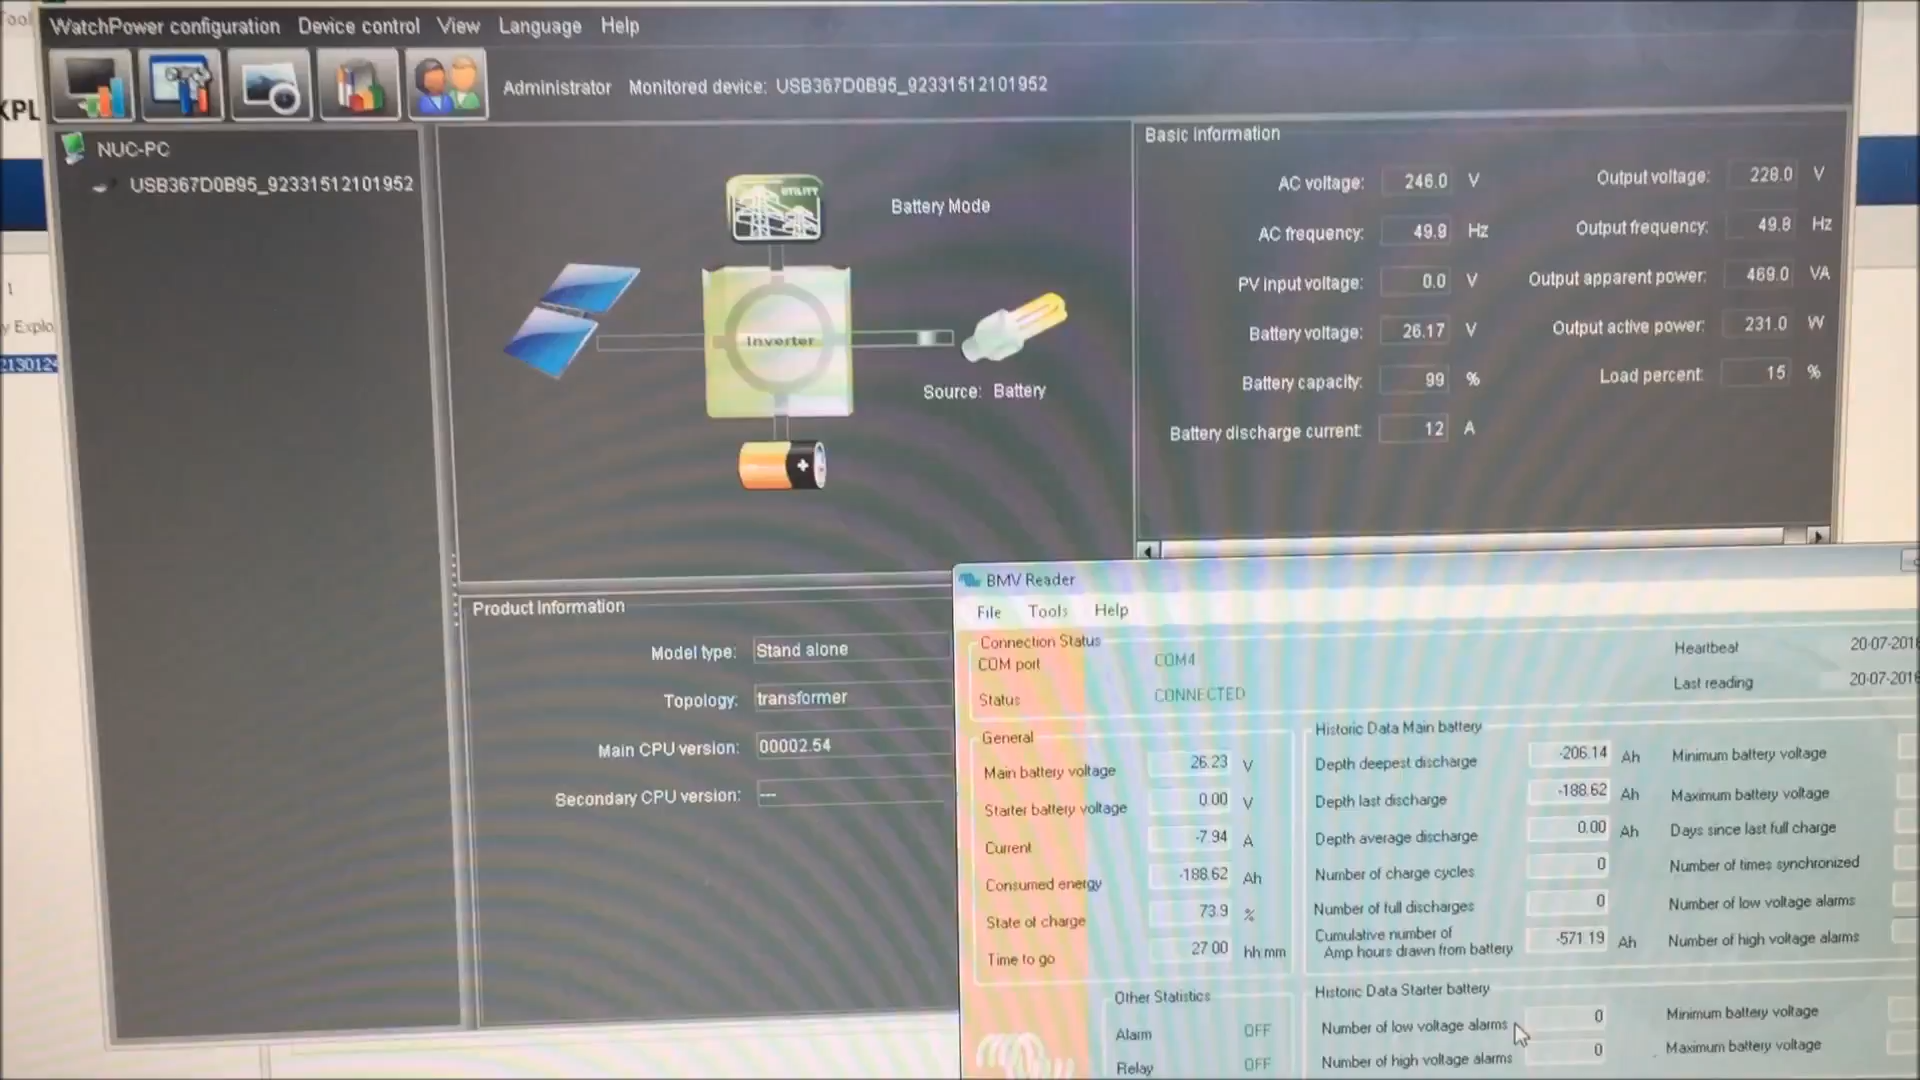 WatchPower configuration Device control View Language Help
Administrator Monitored device: USB367D0B95_92331512101952
XPL
NUC-PC
USB367D0B95_92331512101952
UTILITY
Battery Mode
Inverter
Source: Battery
Basic information
AC voltage: 246.0 V Output voltage: 228.0 V
AC frequency: 49.9 Hz Output frequency: 49.8 Hz
PV input voltage: 0.0 V Output apparent power: 469.0 VA
Battery voltage: 26.17 V Output active power: 231.0 W
Battery capacity: 99 % Load percent: 15 %
Battery discharge current: 12 A
1
y Explo
Product Information
Model type: Stand alone
Topology: transformer
Main CPU version: 00002.54
Secondary CPU version: ---
BMV Reader
File Tools Help
Connection Status
COM port COM4
Status CONNECTED
Heartbeat 20-07-2016
Last reading 20-07-2016
General
Main battery voltage 26.23 V
Starter battery voltage 0.00 V
Current -7.94 A
Consumed energy -188.62 Ah
State of charge 73.9 %
Time to go 27:00 hh:mm
Historic Data Main battery
Depth deepest discharge -206.14 Ah Minimum battery voltage
Depth last discharge -188.62 Ah Maximum battery voltage
Depth average discharge 0.00 Ah Days since last full charge
Number of charge cycles 0 Number of times synchronized
Number of full discharges 0 Number of low voltage alarms
Cumulative number of
Amp hours drawn from battery -571.19 Ah Number of high voltage alarms
Other Statistics
Alarm OFF
Relay OFF
Historic Data Starter battery
Number of low voltage alarms 0 Minimum battery voltage
Number of high voltage alarms 0 Maximum battery voltage